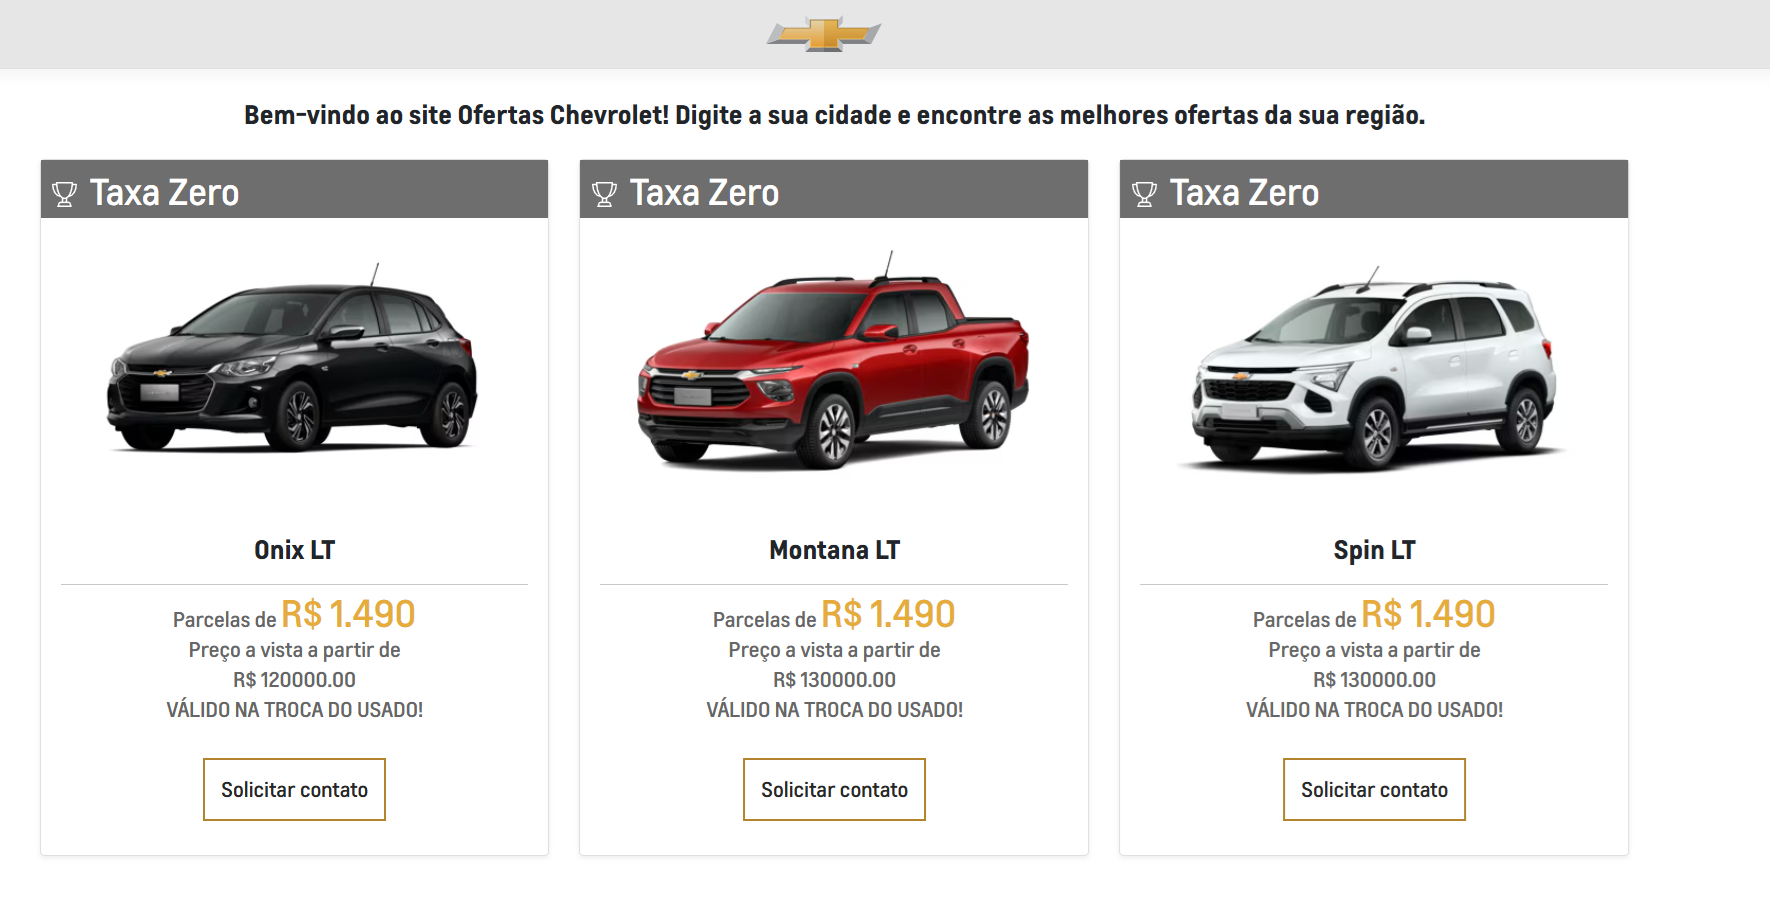 Bem-vindo ao site Ofertas Chevrolet! Digite a sua cidade e encontre as melhores ofertas da sua região.
Taxa Zero
Onix LT
Parcelas de R$ 1.490
Preço a vista a partir de
R$ 120000.00
VÁLIDO NA TROCA DO USADO!
Solicitar contato
Taxa Zero
Montana LT
Parcelas de R$ 1.490
Preço a vista a partir de
R$ 130000.00
VÁLIDO NA TROCA DO USADO!
Solicitar contato
Taxa Zero
Spin LT
Parcelas de R$ 1.490
Preço a vista a partir de
R$ 130000.00
VÁLIDO NA TROCA DO USADO!
Solicitar contato